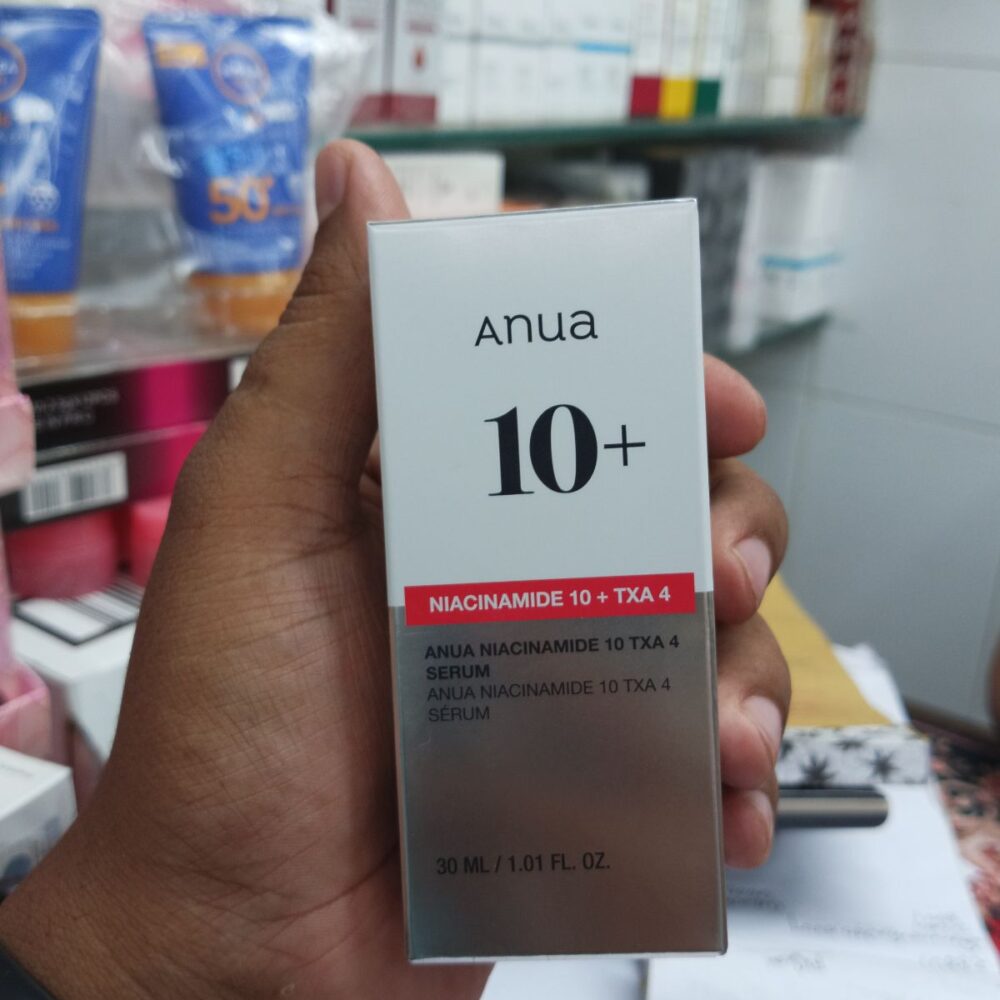 50+
Anua
10+
NIACINAMIDE 10 + TXA 4
ANUA NIACINAMIDE 10 TXA 4
SERUM
ANUA NIACINAMIDE 10 TXA 4
SÉRUM
30 ML / 1.01 FL. OZ.